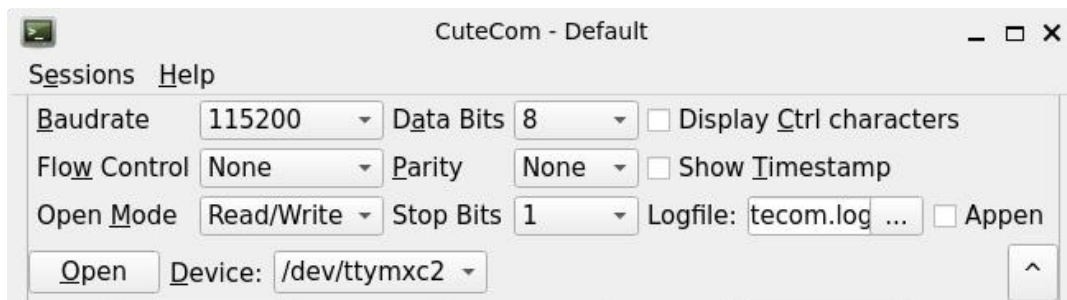 CuteCom - Default
Sessions Help
Baudrate 115200 Data Bits 8 Display Ctrl characters
Flow Control None Parity None Show Timestamp
Open Mode Read/Write Stop Bits 1 Logfile: tecom.log ... Appen
Open Device: /dev/ttymxc2